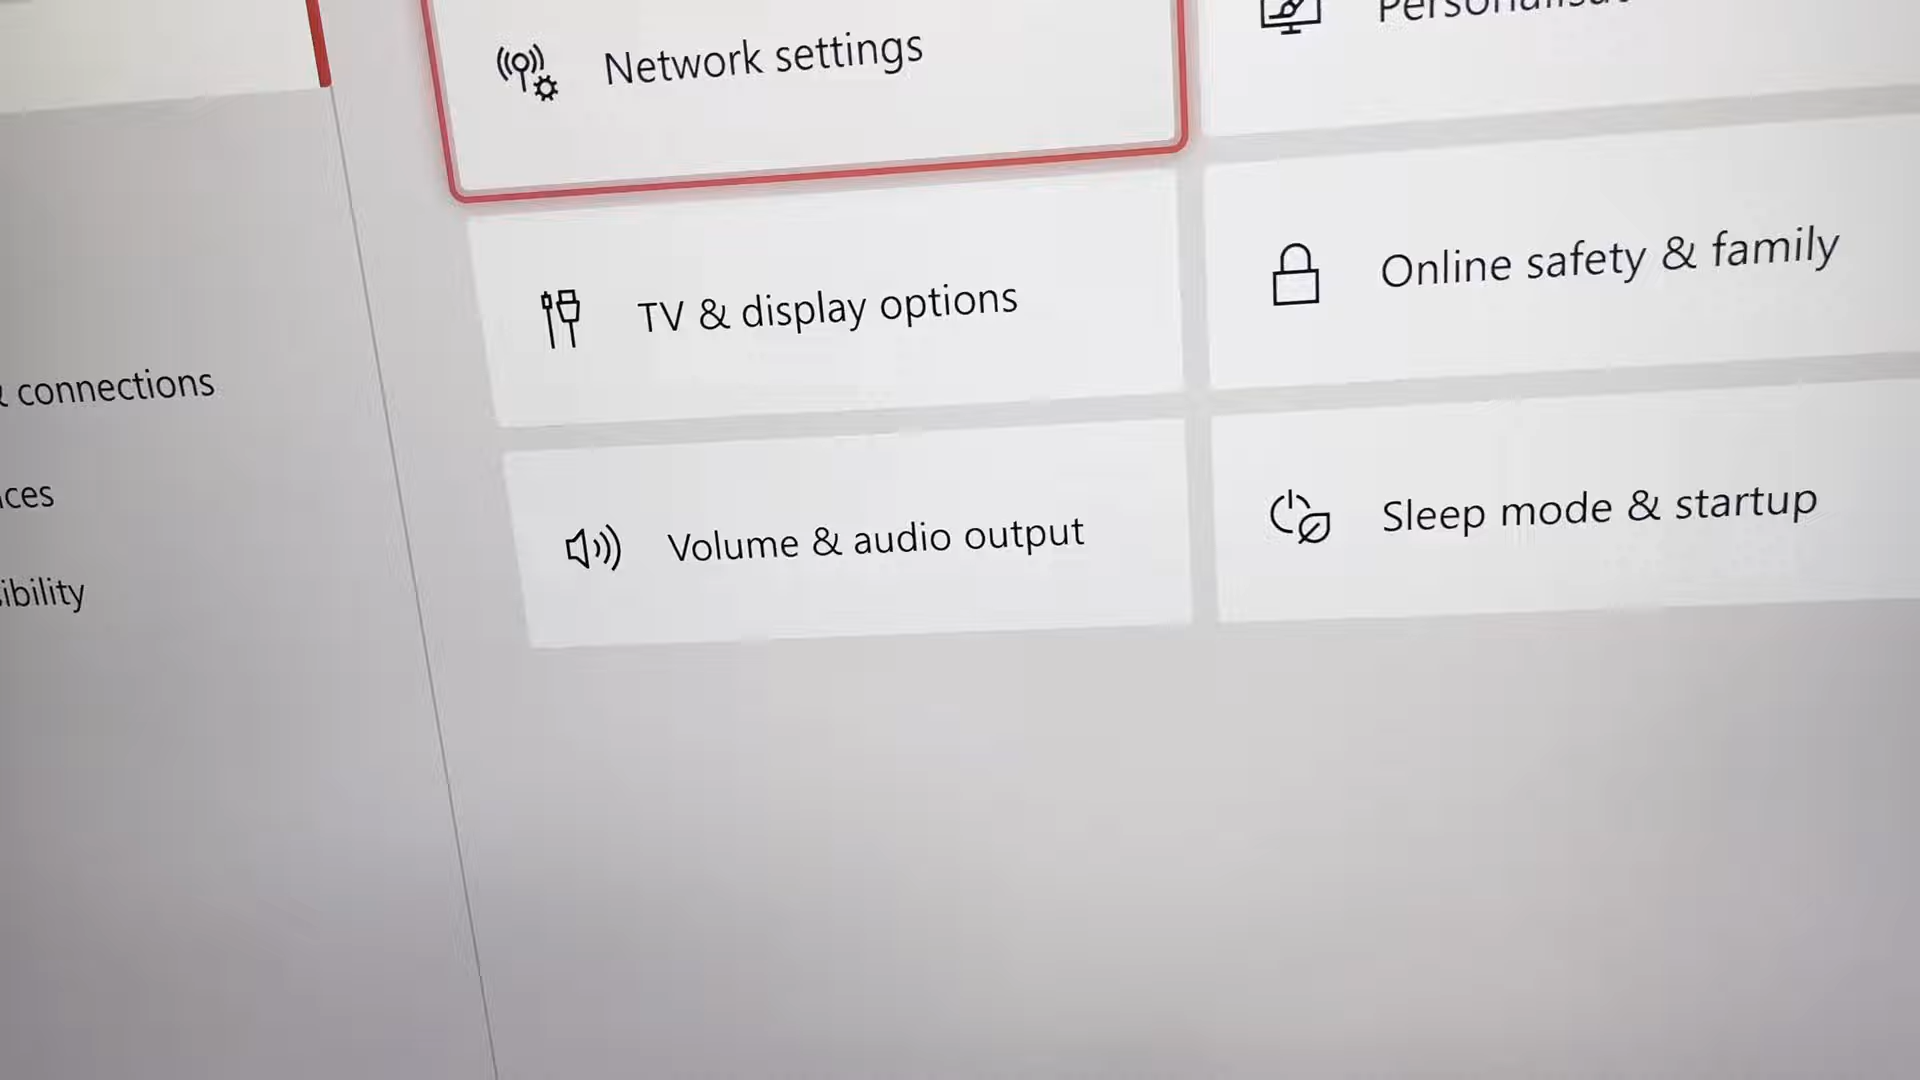 Network settings
TV & display options
Online safety & family
connections
Volume & audio output
Sleep mode & startup